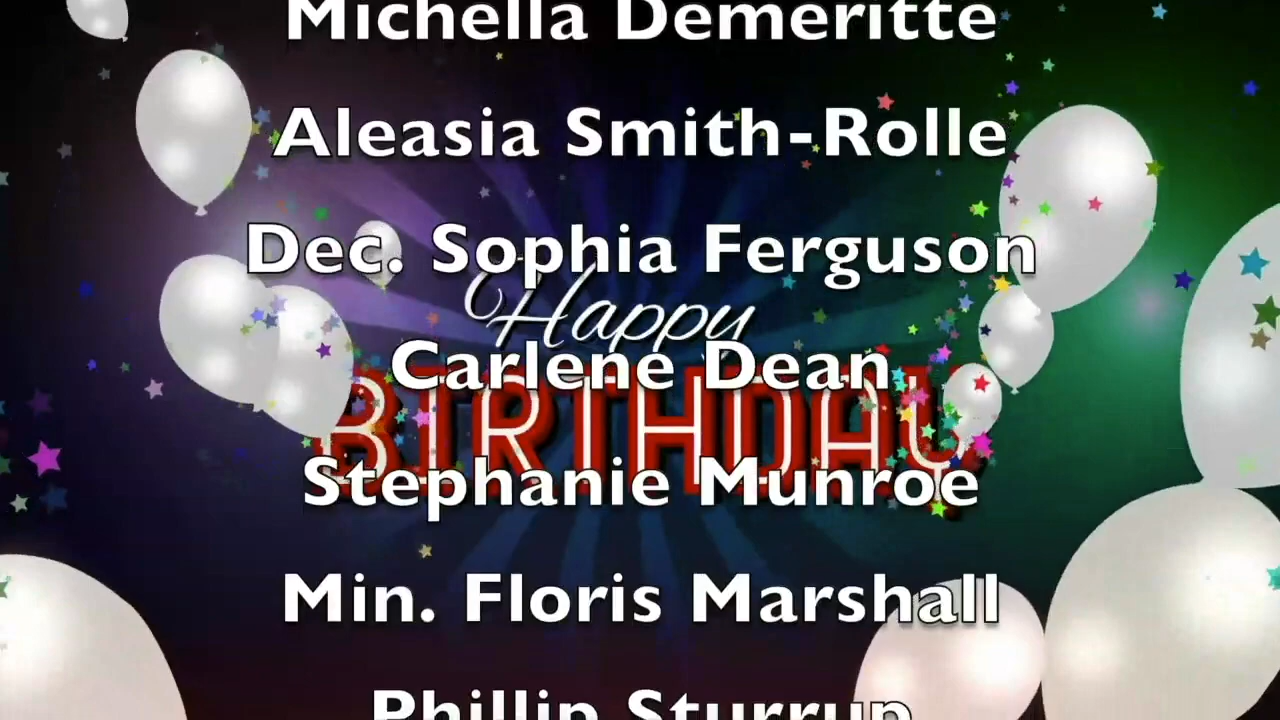 Michella Demeritte
Aleasia Smith-Rolle
Dec. Sophia Ferguson
Happy
Carlene Dean
BIRTHDAY
Stephanie Munroe
Min. Floris Marshall
Phillip Sturrup